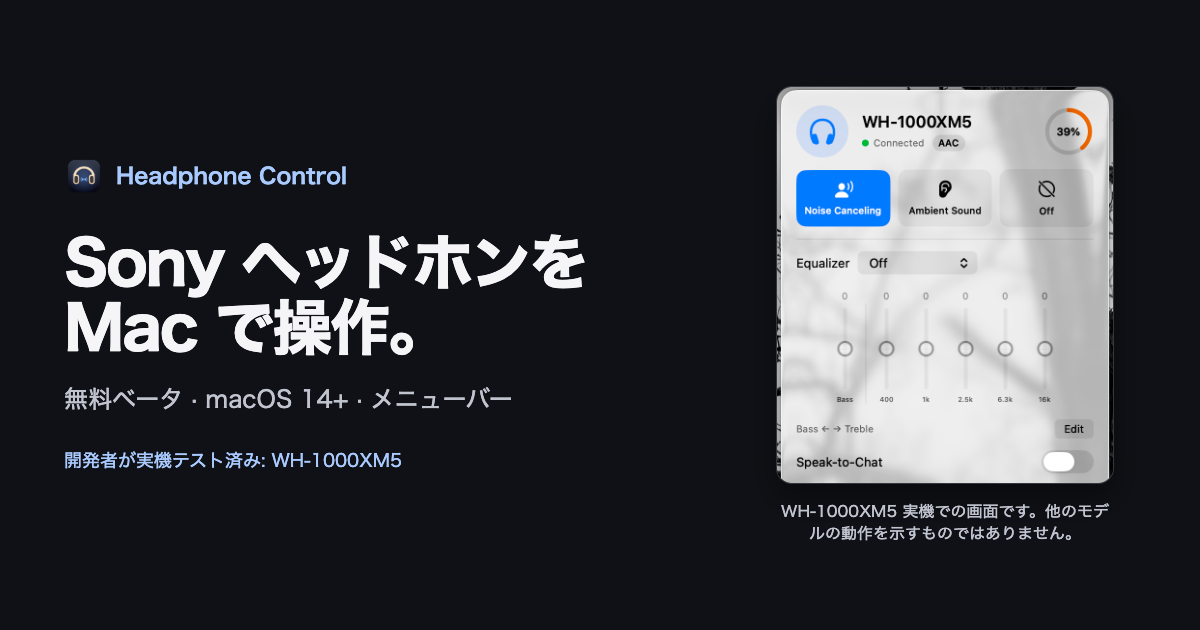 Headphone Control
Sony ヘッドホンを
Mac で操作。
無料ベータ · macOS 14+ · メニューバー
開発者が実機テスト済み: WH-1000XM5
WH-1000XM5
Connected AAC
39%
Noise Canceling
Ambient Sound
Off
Equalizer Off
0 0 0 0 0 0
Bass 400 1k 2.5k 6.3k 16k
Bass ← → Treble
Edit
Speak-to-Chat
WH-1000XM5 実機での画面です。他のモデ
ルの動作を示すものではありません。